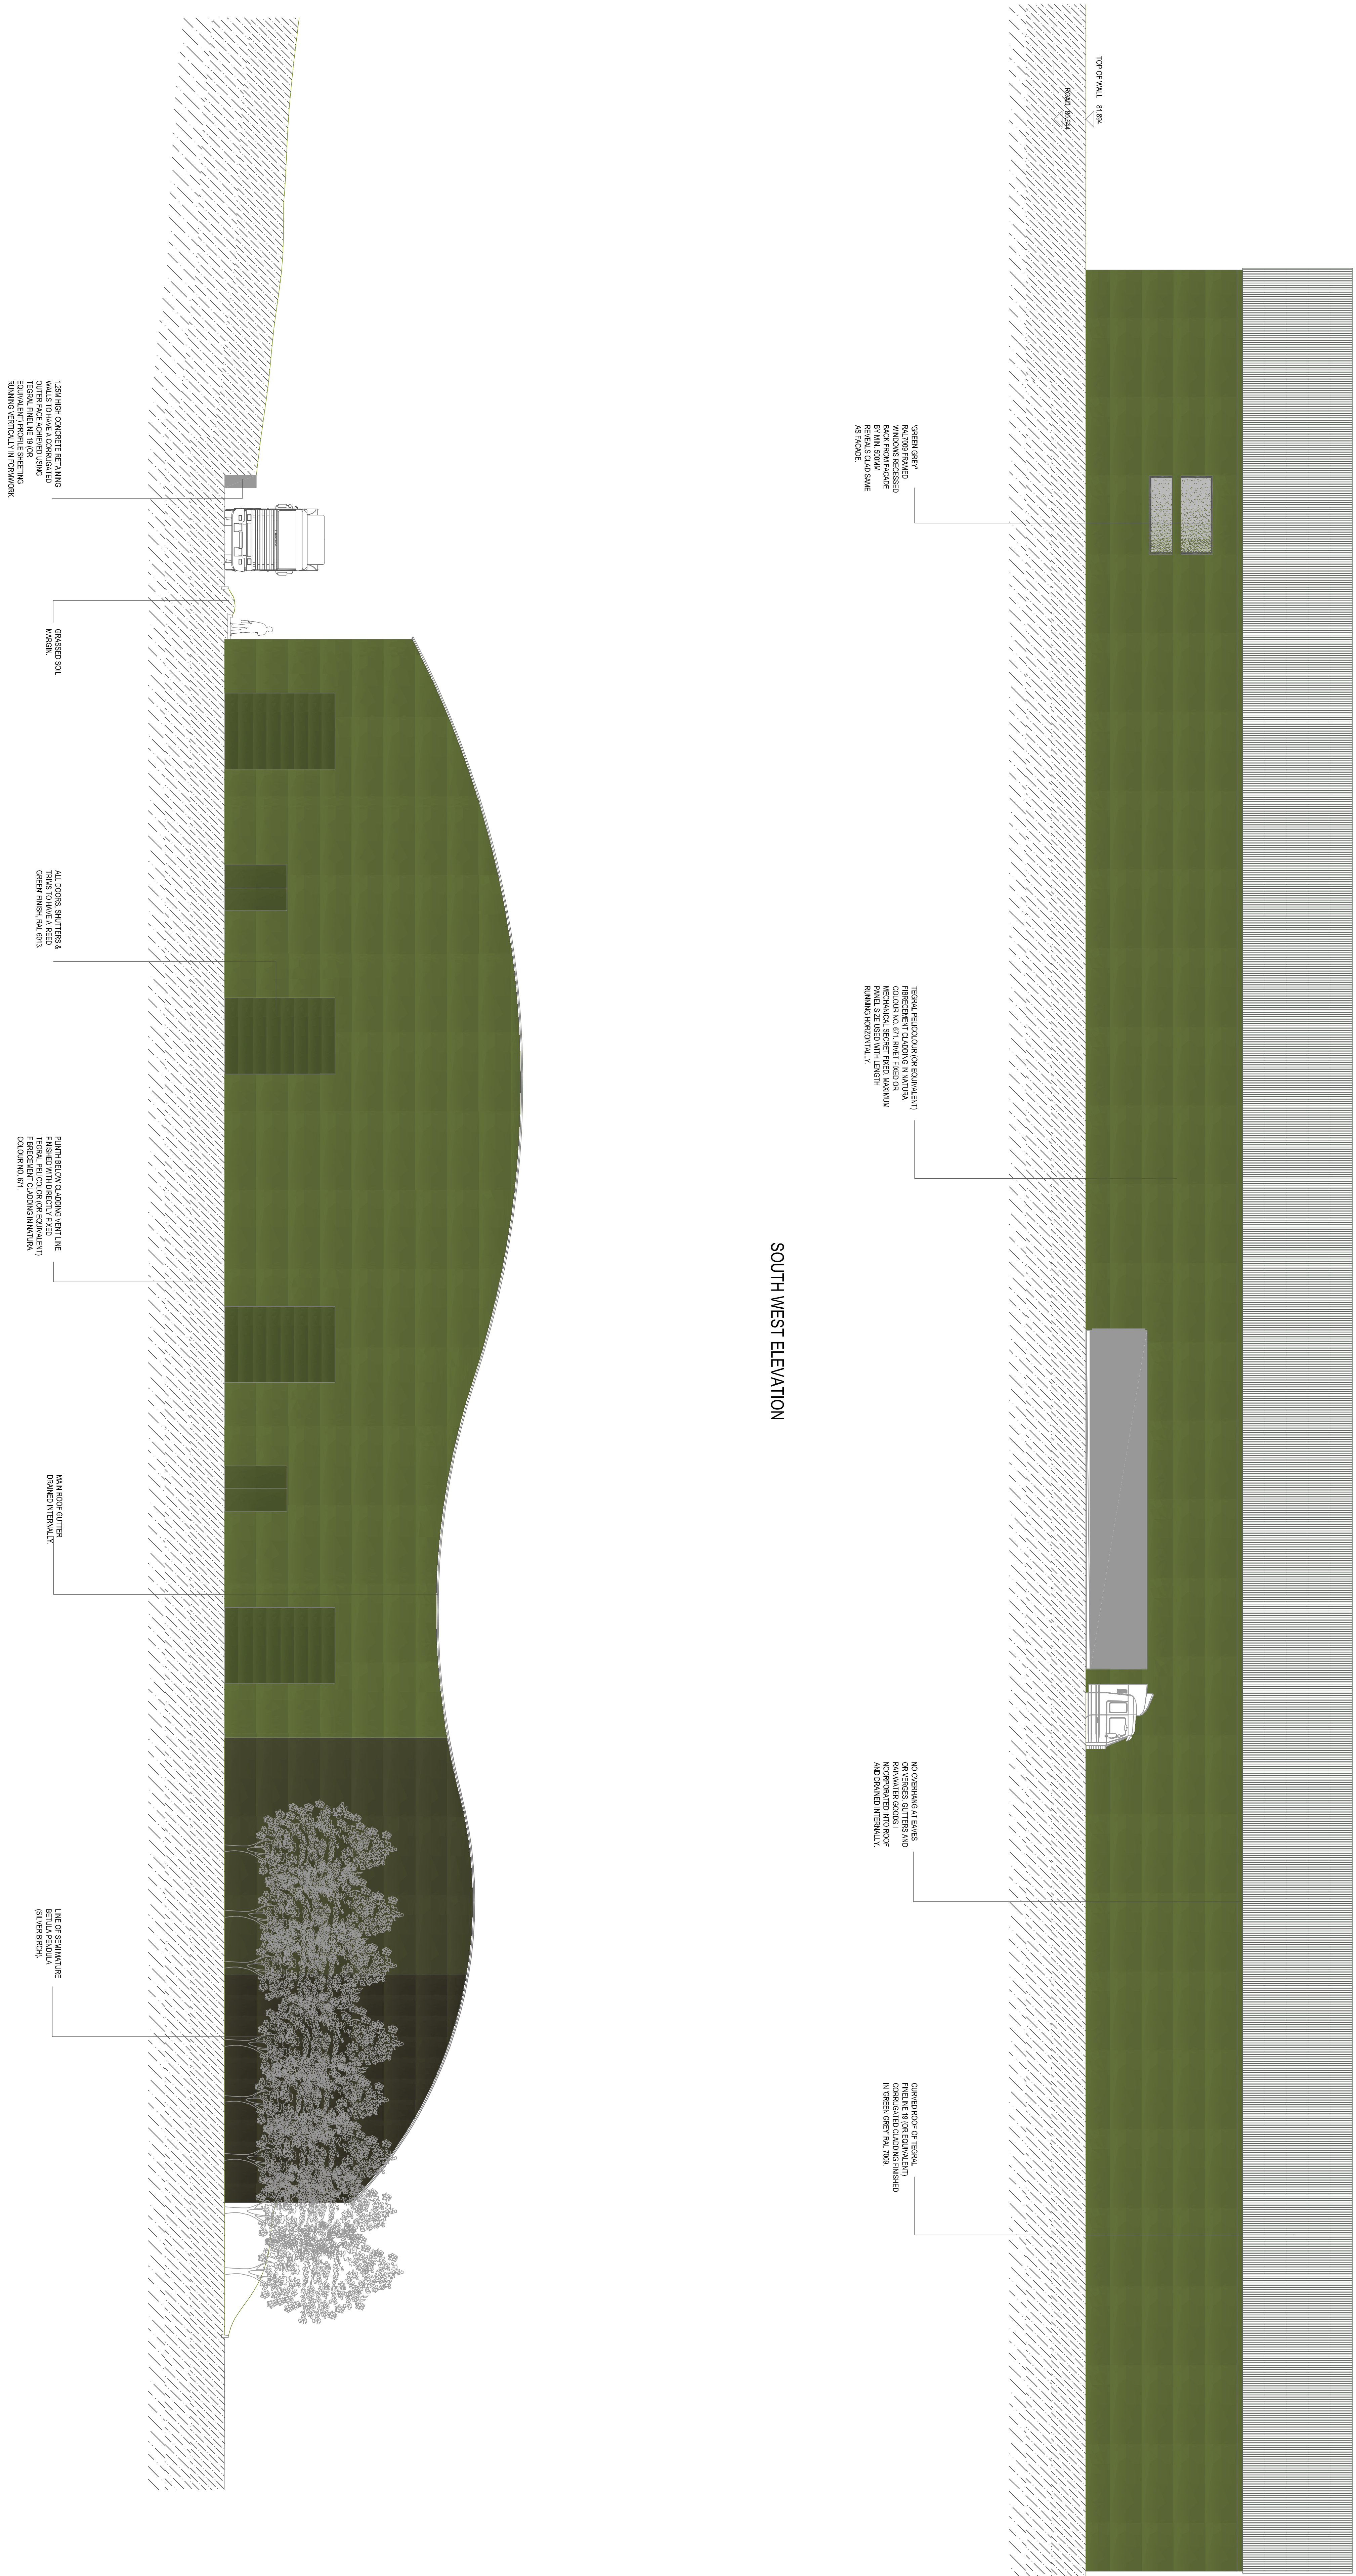 TOP OF WALL 81,894
ROAD 80,644
'GREEN GREY'
RAL7009 FRAMED
WINDOWS RECESSED
BACK FROM FACADE
BY MIN. 500MM
REVEALS CLAD SAME
AS FACADE.
TEGRAL PELICOLOUR (OR EQUIVALENT)
FIBRECEMENT CLADDING IN NATURA
COLOUR NO. 671. RIVET FIXED OR
MECHANICAL SECRET FIXED. MAXIMUM
PANEL SIZE USED WITH LENGTH
RUNNING HORZONTALLY.
NO OVERHANG AT EAVES
OR VERGES. GUTTERS AND
RAINWATER GOODS I
NCORPORATED INTO ROOF
AND DRAINED INTERNALLY.
CURVED ROOF OF TEGRAL
FINELINE 19 (OR EQUIVALENT)
CORRUGATED CLADDING FINISHED
IN 'GREEN GREY' RAL 7009.
SOUTH WEST ELEVATION
1.25M HIGH CONCRETE RETAINING
WALLS TO HAVE A CORRUGATED
OUTER FACE ACHIEVED USING
TEGRAL FINELINE 19 (OR
EQUIVALENT) PROFILE SHEETING
RUNNING VERTICALLY IN FORMWORK.
GRASSED SOIL
MARGIN.
ALL DOORS, SHUTTERS &
TRIMS TO HAVE A 'REED
GREEN' FINISH, RAL 6013.
PLINTH BELOW CLADDING VENT LINE
FINISHED WITH DIRECTLY FIXED
TEGRAL PELICOLOR (OR EQUIVALENT)
FIBRECEMENT CLADDING IN NATURA
COLOUR NO. 671.
MAIN ROOF GUTTER
DRAINED INTERNALLY.
LINE OF SEMI MATURE
BETULA PENDULA
(SILVER BIRCH).